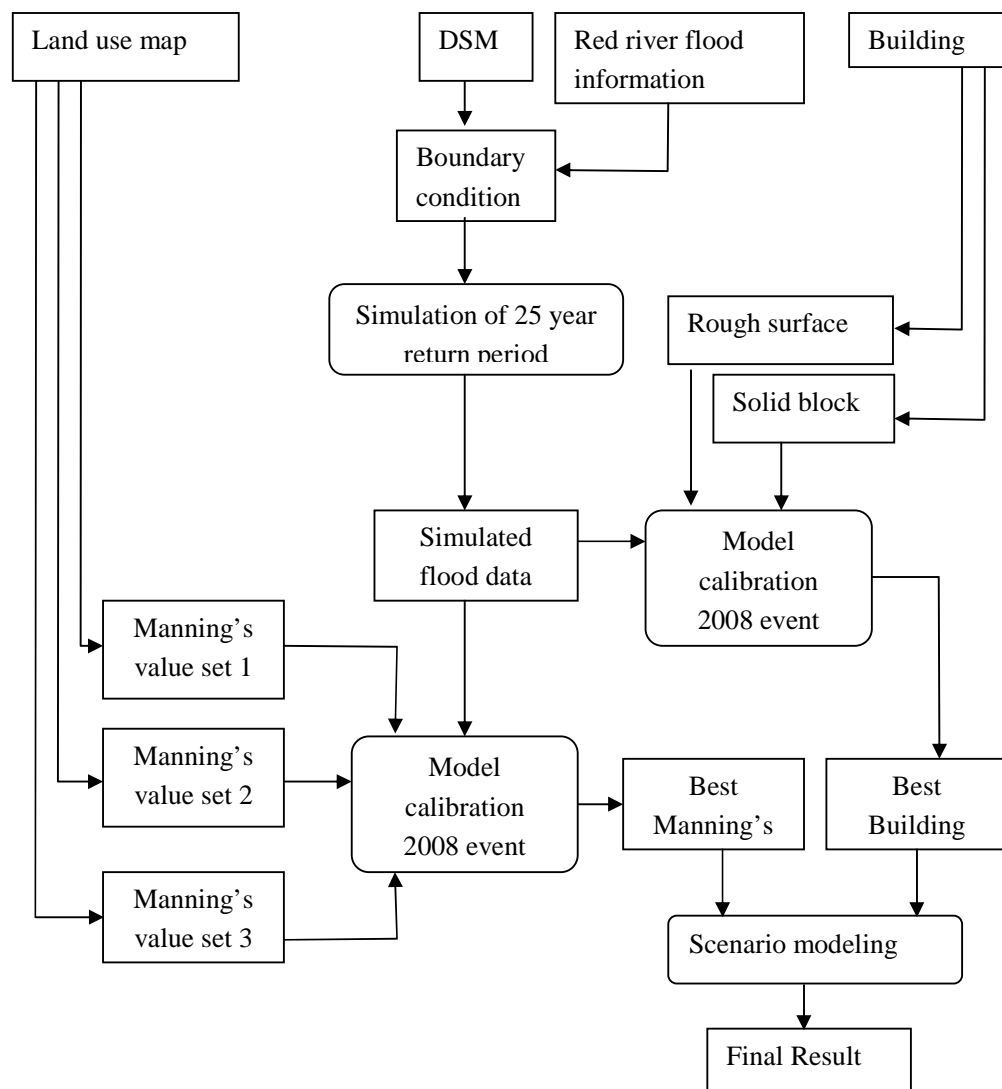 Land use map
DSM
Red river flood
information
Building
Boundary
condition
Simulation of 25 year
return period
Rough surface
Solid block
Simulated
flood data
Model
calibration
2008 event
Manning’s
value set 1
Manning’s
value set 2
Model
calibration
2008 event
Best
Manning’s
Best
Building
Manning’s
value set 3
Scenario modeling
Final Result